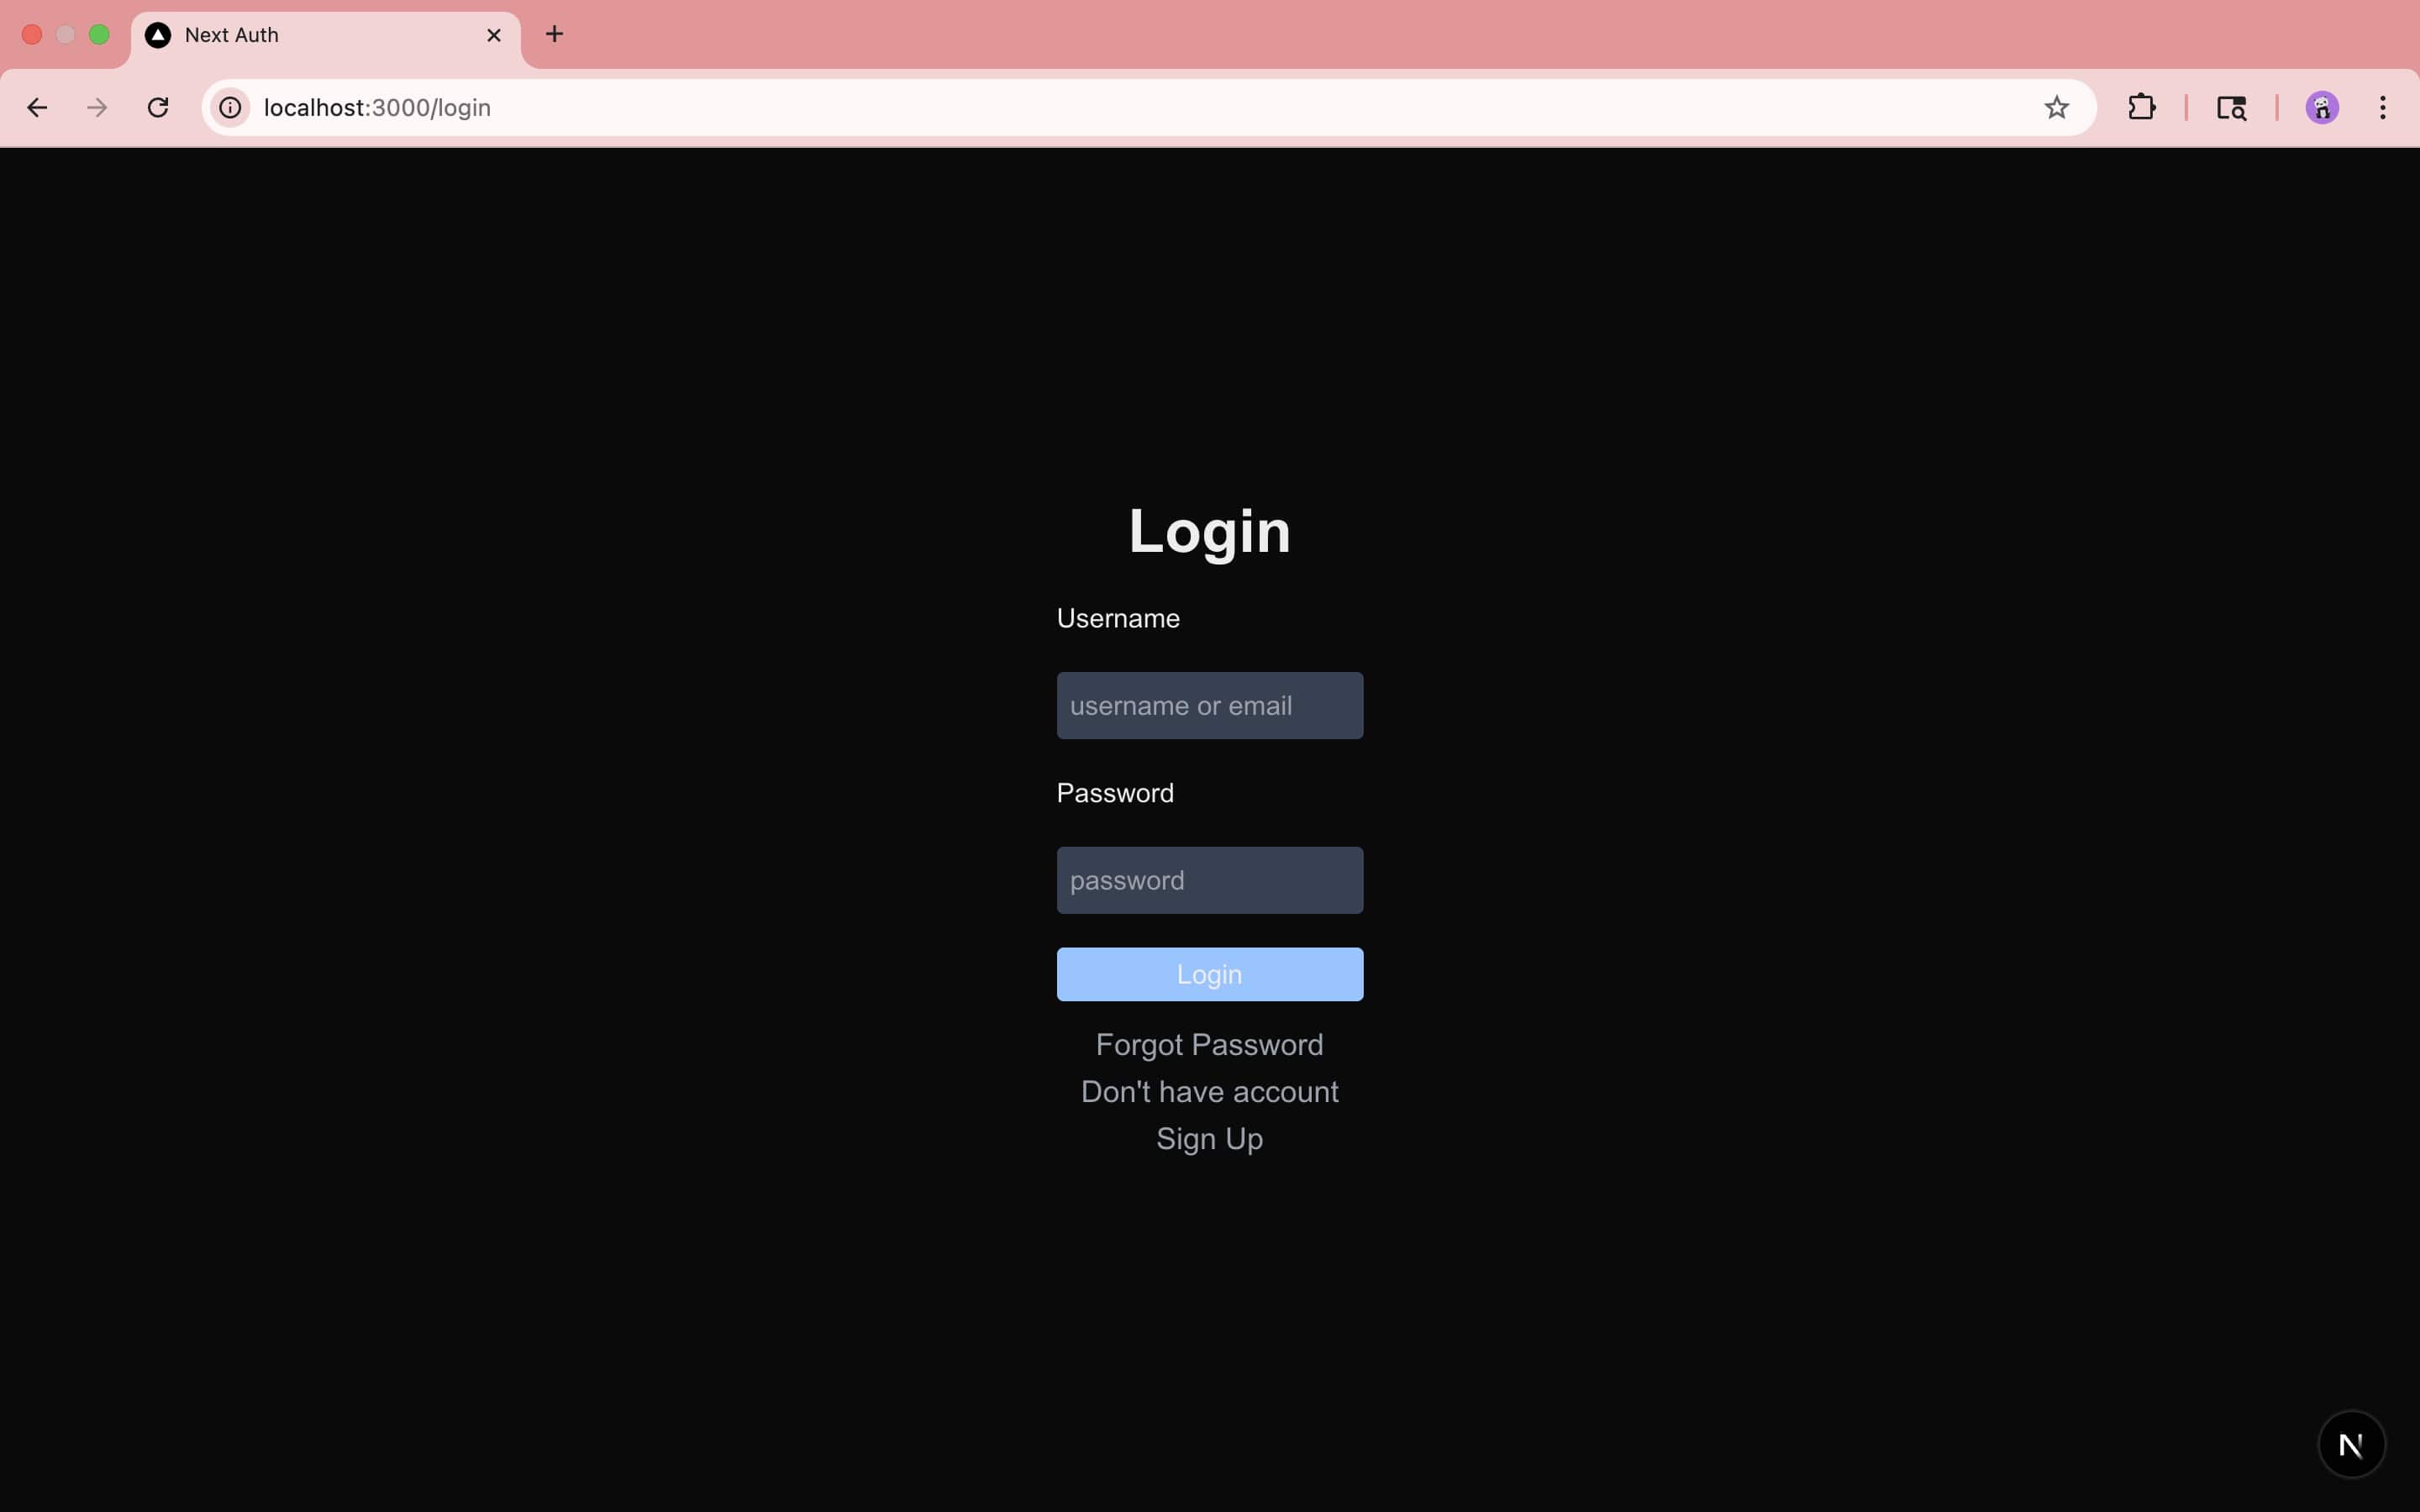 Next Auth
localhost:3000/login
Login
Username
username or email
Password
password
Login
Forgot Password
Don't have account
Sign Up
N